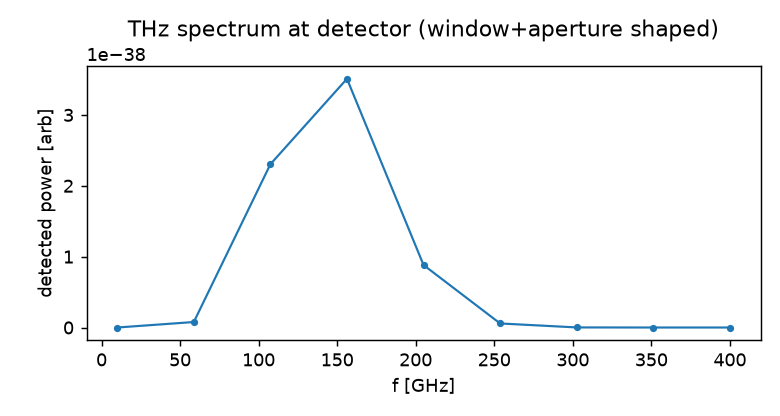 THz spectrum at detector (window+aperture shaped)
1e−38
3
2
1
0
detected power [arb]
0 50 100 150 200 250 300 350 400
f [GHz]